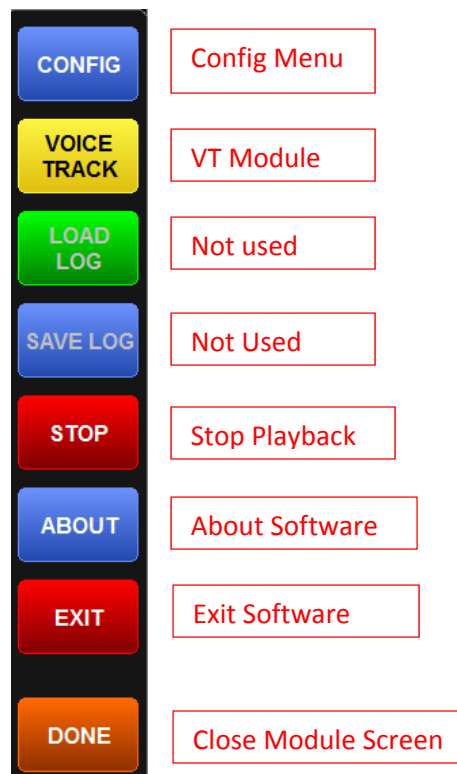 CONFIG
Config Menu
VOICE
TRACK
VT Module
LOAD
LOG
Not used
SAVE LOG
Not Used
STOP
Stop Playback
ABOUT
About Software
EXIT
Exit Software
DONE
Close Module Screen